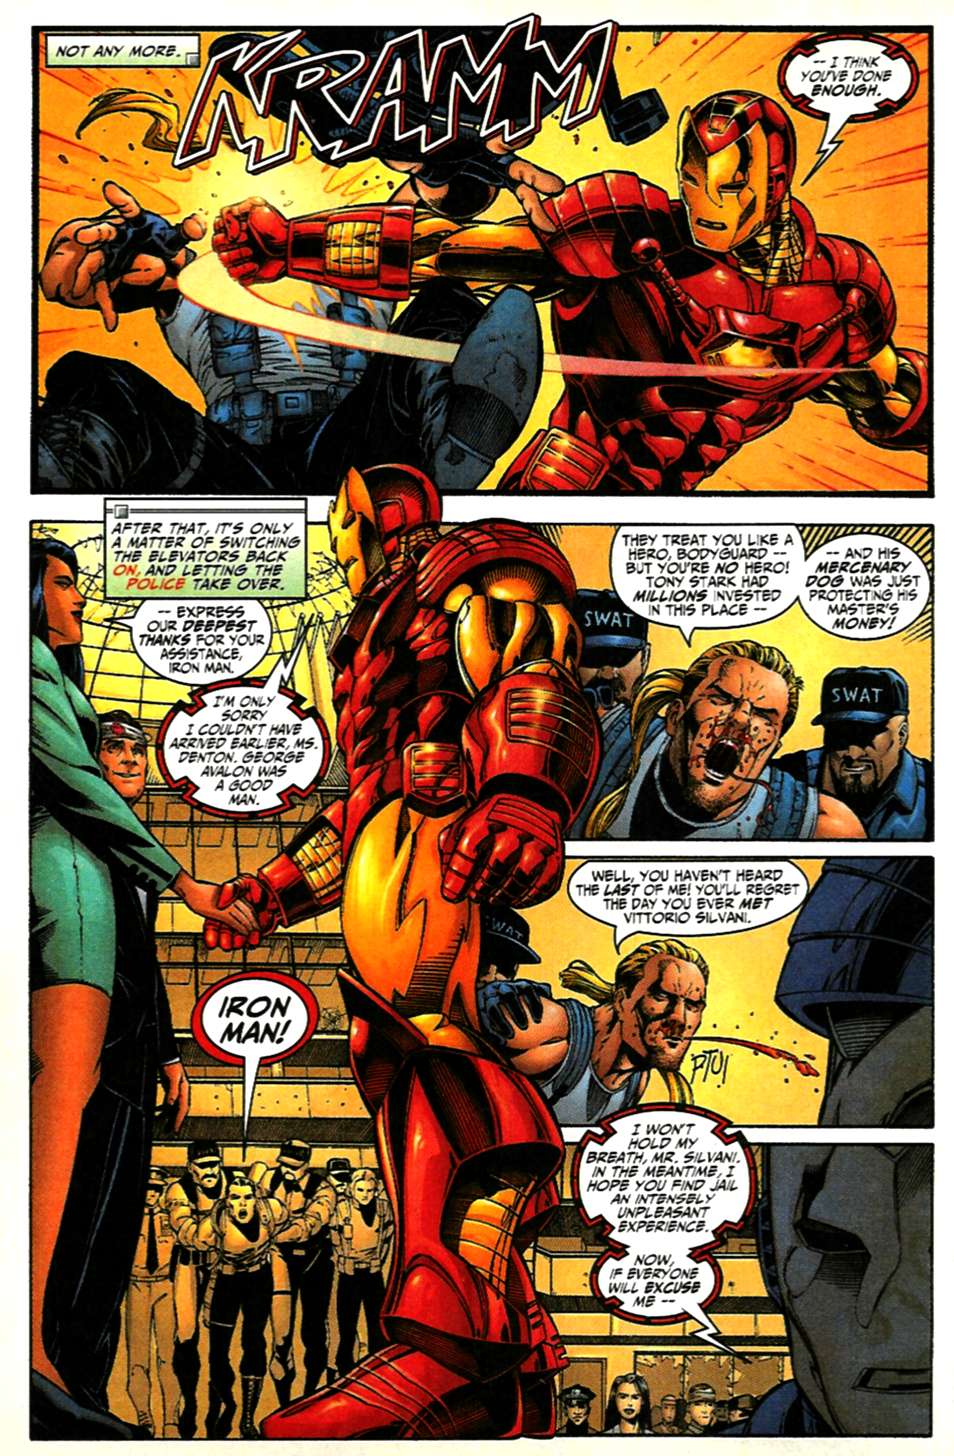 NOT ANY MORE.
KRAMM
-- I THINK
YOU'VE DONE
ENOUGH.
AFTER THAT, IT'S ONLY
A MATTER OF SWITCHING
THE ELEVATORS BACK
ON, AND LETTING THE
POLICE TAKE OVER.
-- EXPRESS
OUR DEEPEST
THANKS FOR YOUR
ASSISTANCE,
IRON MAN.
I'M ONLY
SORRY
I COULDN'T HAVE
ARRIVED EARLIER, MS.
DENTON. GEORGE
AVALON WAS
A GOOD
MAN.
IRON
MAN!
THEY TREAT YOU LIKE A
HERO, BODYGUARD --
BUT YOU'RE NO HERO!
TONY STARK HAD
MILLIONS INVESTED
IN THIS PLACE --
-- AND HIS
MERCENARY
DOG WAS JUST
PROTECTING HIS
MASTER'S
MONEY!
SWAT
SWAT
WELL, YOU HAVEN'T HEARD
THE LAST OF ME! YOU'LL REGRET
THE DAY YOU EVER MET
VITTORIO SILVANI.
SWAT
PTUI
I WON'T
HOLD MY
BREATH, MR. SILVANI.
IN THE MEANTIME, I
HOPE YOU FIND JAIL
AN INTENSELY
UNPLEASANT
EXPERIENCE.
NOW,
IF EVERYONE
WILL EXCUSE
ME --